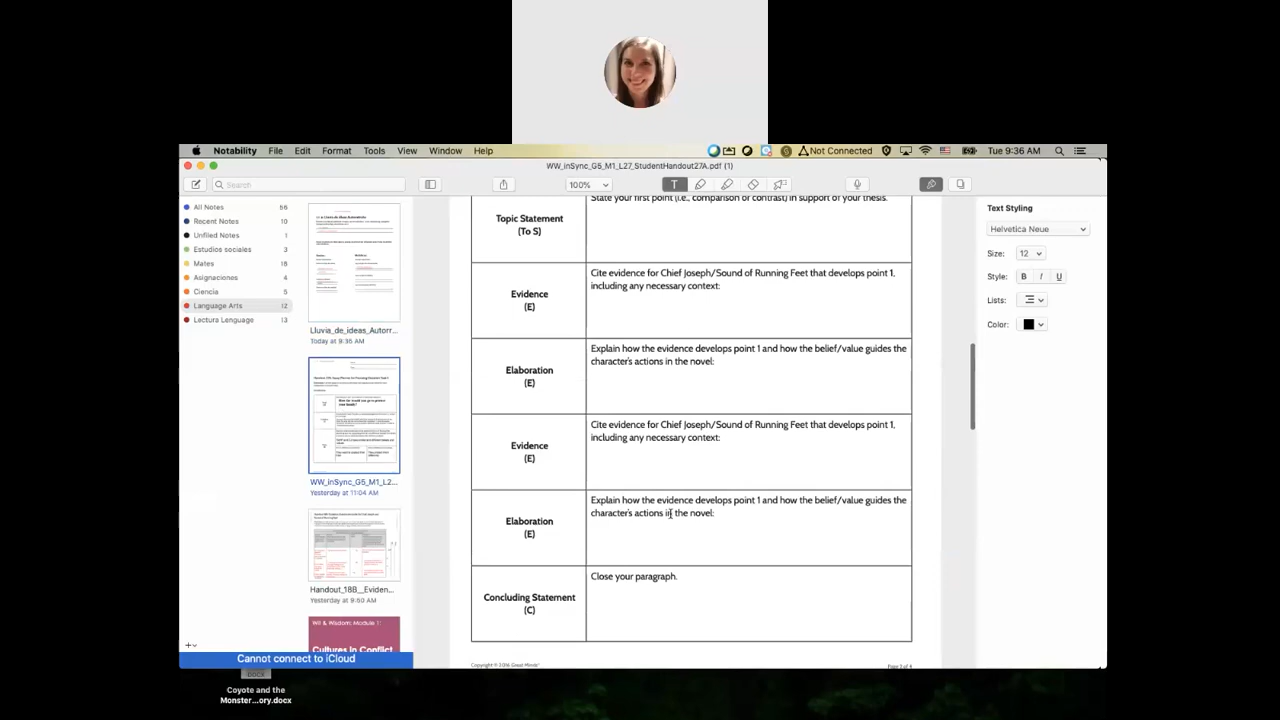 Notability File Edit Format Tools View Window Help
Not Connected
Tue 9:36 AM
WW_inSync_G5_M1_L27_StudentHandout27A.pdf (1)
Search
100%
T
All Notes 56
Recent Notes 10
Unfiled Notes 1
Estudios sociales 3
Mates 18
Asignaciones 4
Ciencia 5
Language Arts 12
Lectura Language 13
Lluvia_de_ideas_Autorr...
Today at 9:36 AM
WW_inSync_G5_M1_L2...
Yesterday at 11:04 AM
Handout_18B__Eviden...
Yesterday at 9:50 AM
Wit & Wisdom: Module 1:
Cultures in Conflict
Cannot connect to iCloud
DOCX
Coyote and the
Monster...ory.docx
State your first point (i.e., comparison or contrast) in support of your thesis.
Topic Statement
(To S)
Cite evidence for Chief Joseph/Sound of Running Feet that develops point 1,
including any necessary context:
Evidence
(E)
Explain how the evidence develops point 1 and how the belief/value guides the
character's actions in the novel:
Elaboration
(E)
Cite evidence for Chief Joseph/Sound of Running Feet that develops point 1,
including any necessary context:
Evidence
(E)
Explain how the evidence develops point 1 and how the belief/value guides the
character's actions in the novel:
Elaboration
(E)
Close your paragraph.
Concluding Statement
(C)
Copyright © 2016 Great Minds®
Text Styling
Helvetica Neue
Size: 12
Style: B I U
Lists:
Color: